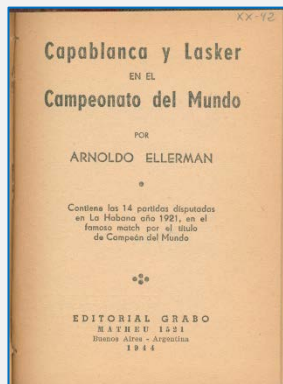 XX-42
Capablanca y Lasker
EN EL
Campeonato del Mundo
POR
ARNOLDO ELLERMAN
Contiene las 14 partidas disputadas
en La Habana año 1921, en el
famoso match por el título
de Campeón del Mundo
EDITORIAL GRABO
MATHEU 1521
Buenos Aires - Argentina
1944